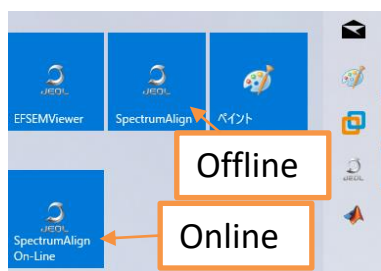 JEOL
JEOL
EFSEMViewer
SpectrumAlign
ペイント
Offline
JEOL
JEOL
SpectrumAlign
On-Line
Online